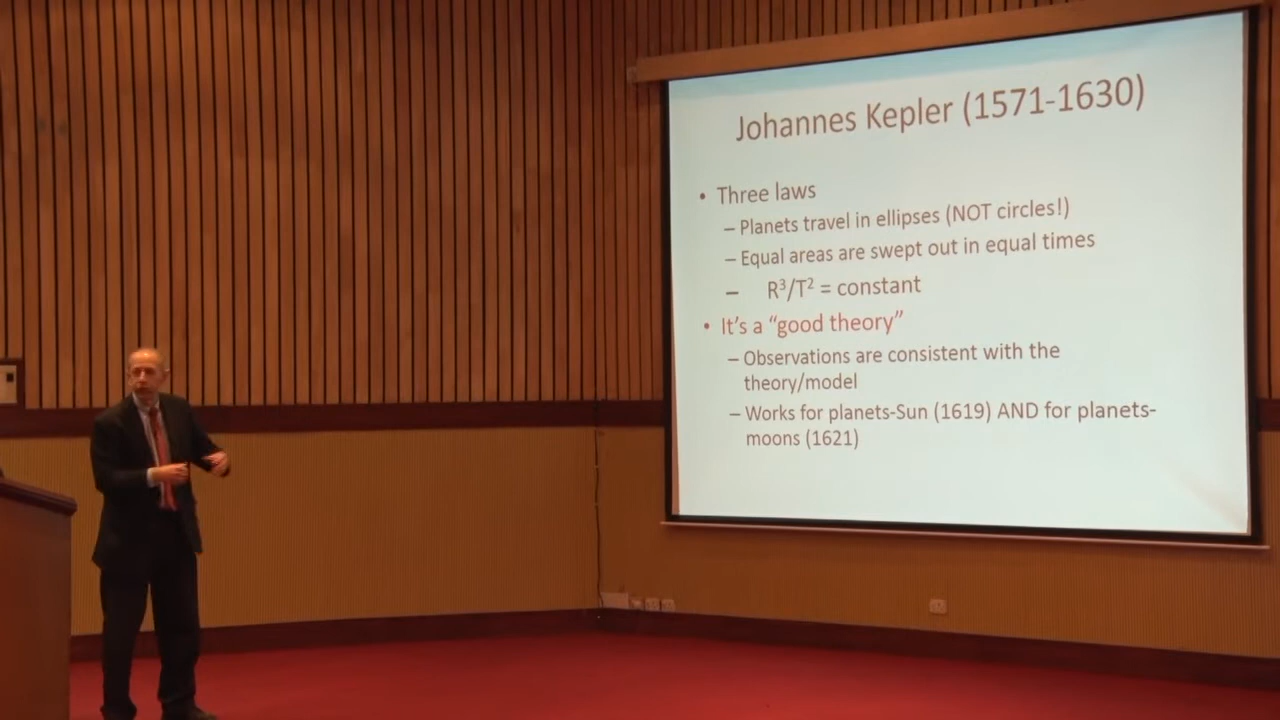 Johannes Kepler (1571-1630)
• Three laws
– Planets travel in ellipses (NOT circles!)
– Equal areas are swept out in equal times
– R³/T² = constant
• It's a “good theory”
– Observations are consistent with the
theory/model
– Works for planets-Sun (1619) AND for planets-
moons (1621)